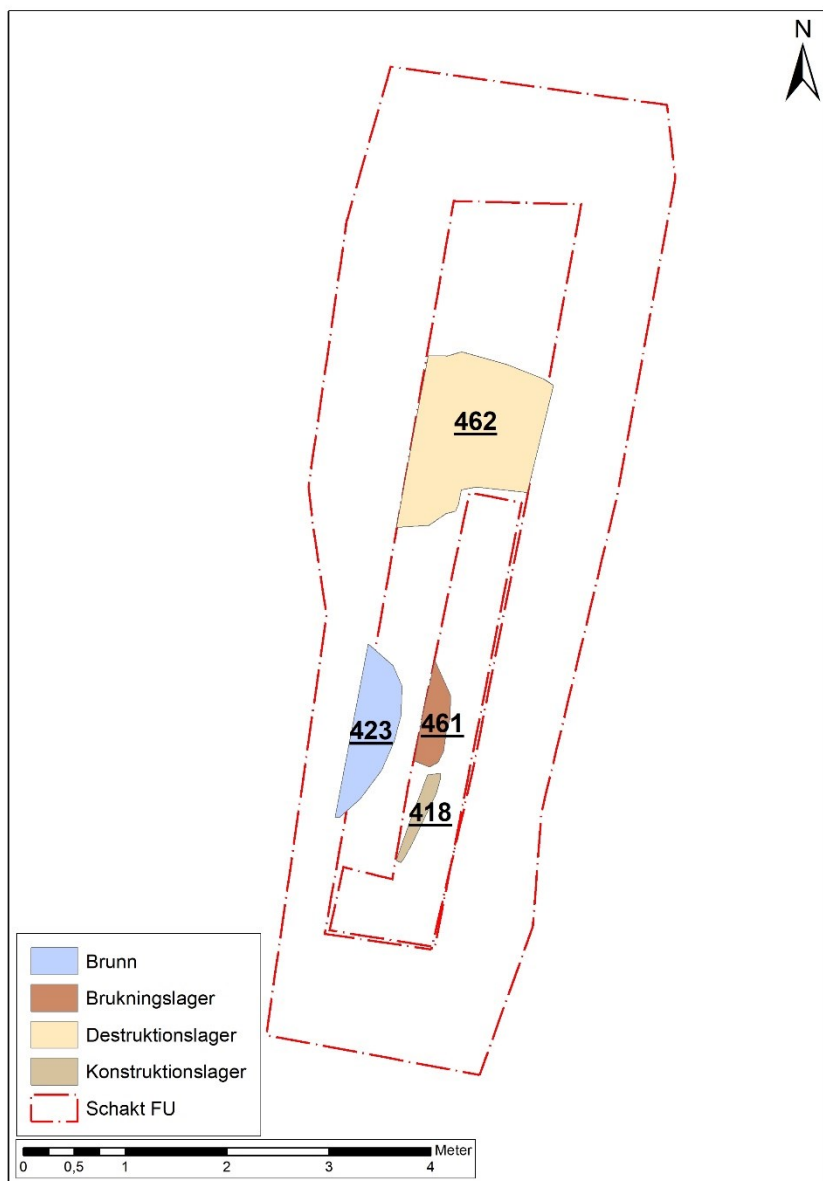 N
462
423
461
418
Brunn
Brukningslager
Destruktionslager
Konstruktionslager
Schakt FU
Meter
0 0,5 1 2 3 4